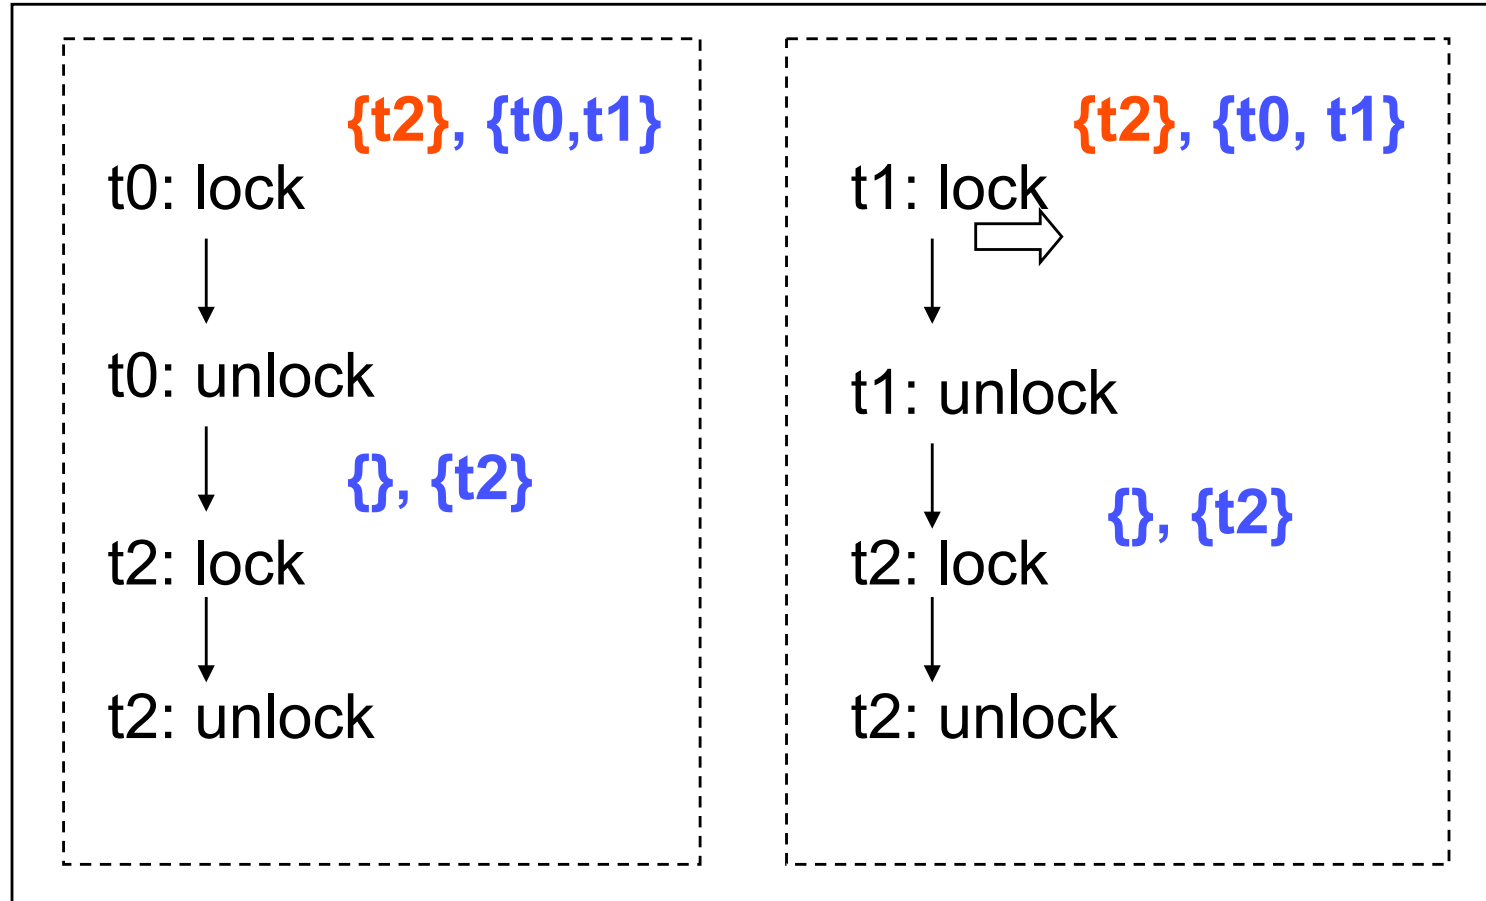 {t2}, {t0,t1}
t0: lock
t0: unlock
{}, {t2}
t2: lock
t2: unlock
{t2}, {t0, t1}
t1: lock
t1: unlock
{}, {t2}
t2: lock
t2: unlock